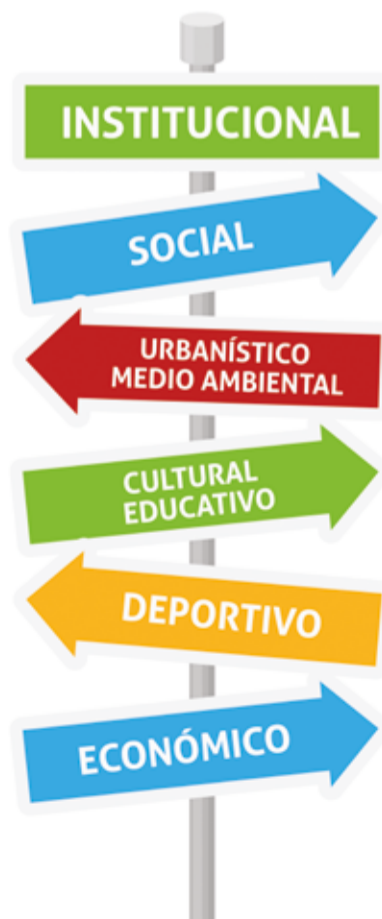 INSTITUCIONAL
SOCIAL
URBANÍSTICO
MEDIO AMBIENTAL
CULTURAL
EDUCATIVO
DEPORTIVO
ECONÓMICO